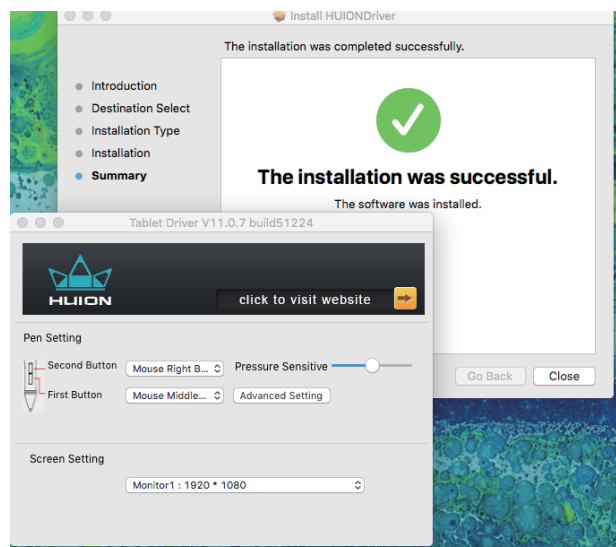 Install HUIONDriver
The installation was completed successfully.
Introduction
Destination Select
Installation Type
Installation
Summary
The installation was successful.
The software was installed.
Go Back
Close
Tablet Driver V11.0.7 build51224
HUION
click to visit website
Pen Setting
Second Button
Mouse Right B...
Pressure Sensitive
First Button
Mouse Middle...
Advanced Setting
Screen Setting
Monitor1 : 1920 * 1080